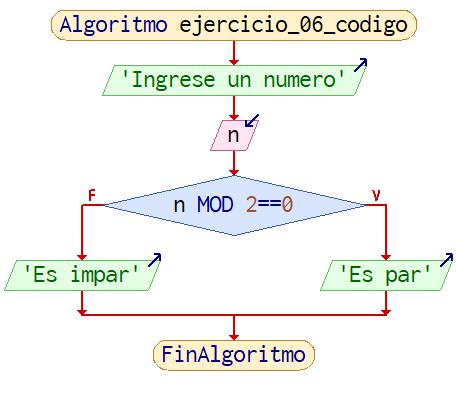 Algoritmo ejercicio_06_codigo
'Ingrese un numero'
n
F
V
n MOD 2==0
'Es impar'
'Es par'
FinAlgoritmo